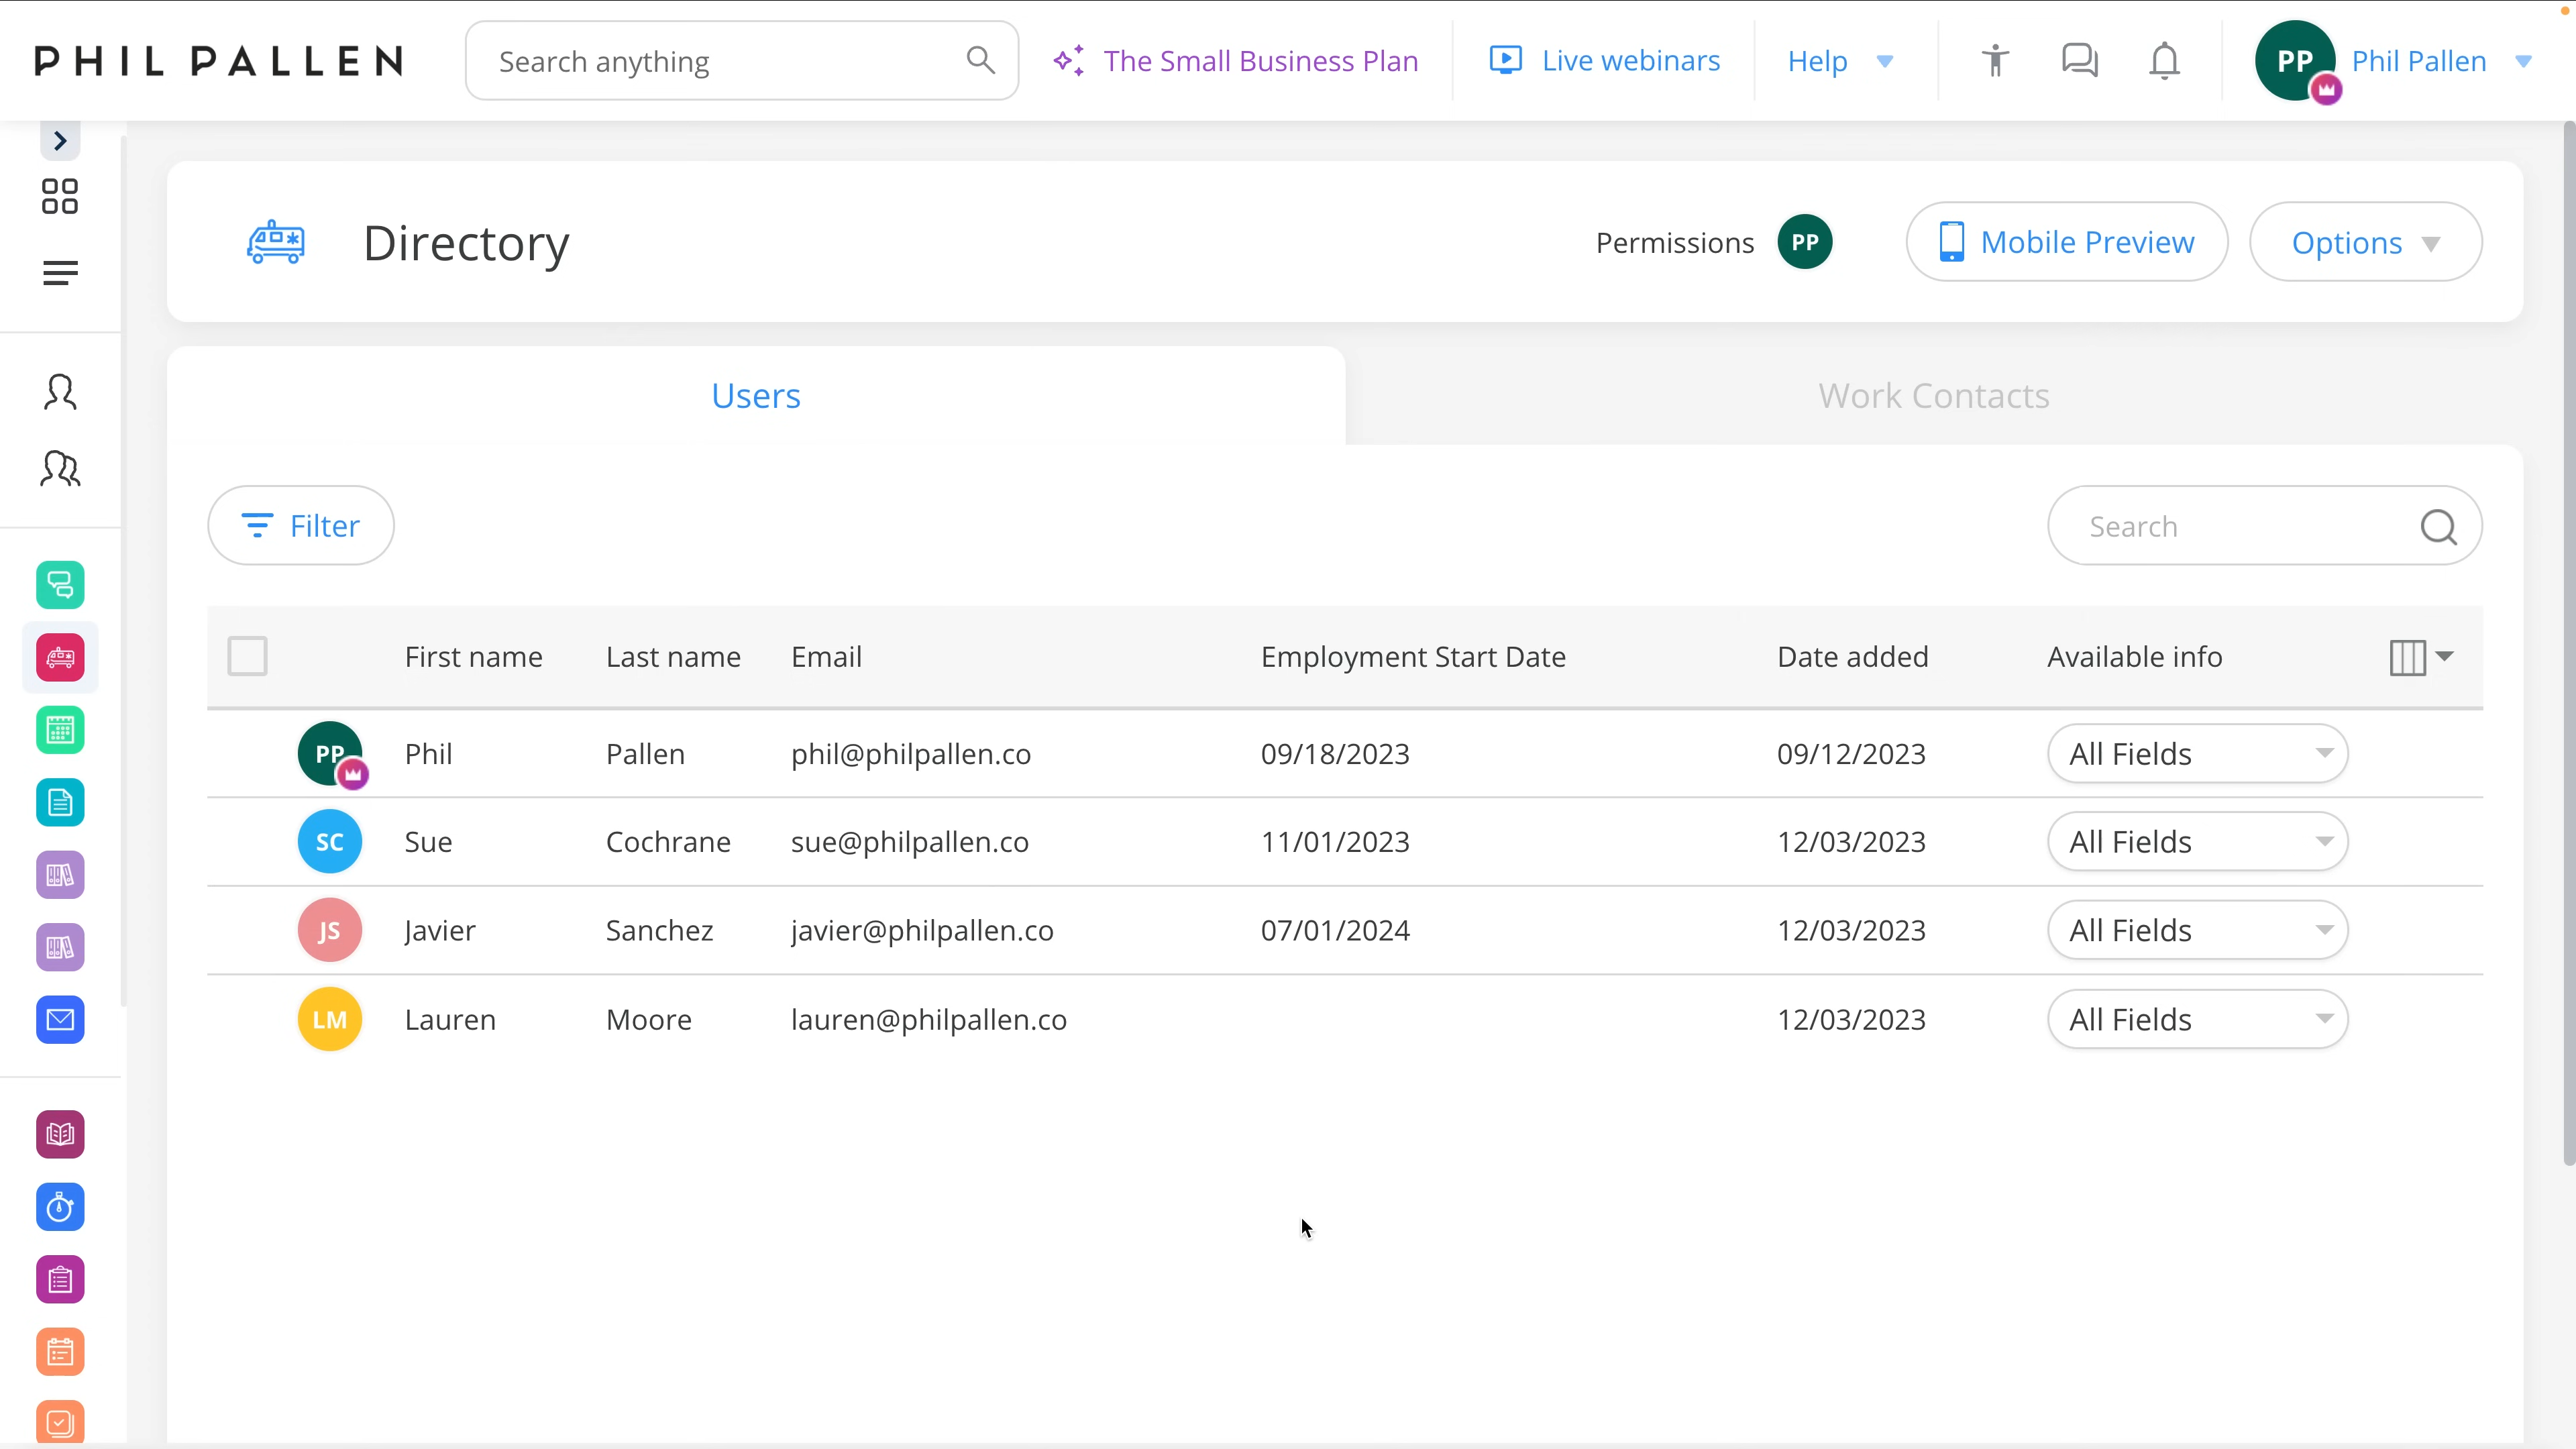 PHIL PALLEN
Search anything
The Small Business Plan
Live webinars
Help
PP
Phil Pallen
Directory
Permissions
PP
Mobile Preview
Options
Users
Work Contacts
Filter
Search
First name Last name Email Employment Start Date Date added Available info
PP Phil Pallen phil@philpallen.co 09/18/2023 09/12/2023 All Fields
SC Sue Cochrane sue@philpallen.co 11/01/2023 12/03/2023 All Fields
JS Javier Sanchez javier@philpallen.co 07/01/2024 12/03/2023 All Fields
LM Lauren Moore lauren@philpallen.co 12/03/2023 All Fields